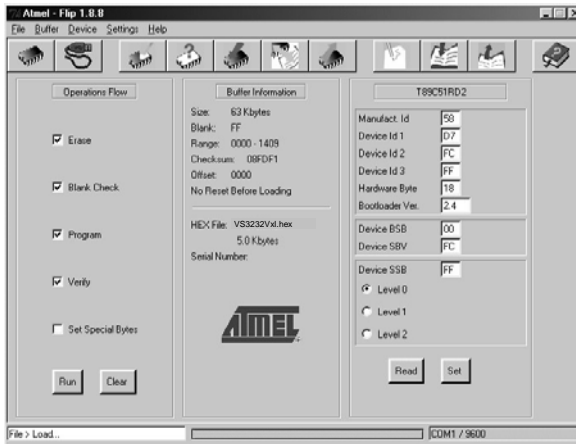 Atmel - Flip 1.8.8
File Buffer Device Settings Help
Operations Flow
Erase
Blank Check
Program
Verify
Set Special Bytes
Run Clear
Buffer Information
Size: 63 Kbytes
Blank: FF
Range: 0000 - 1409
Checksum: 08FDF1
Offset: 0000
No Reset Before Loading
HEX File: VS3232Vxl.hex
5.0 Kbytes
Serial Number:
ATMEL
T89C51RD2
Manufact. Id 58
Device Id 1 D7
Device Id 2 FC
Device Id 3 FF
Hardware Byte 18
Bootloader Ver. 2.4
Device BSB 00
Device SBV FC
Device SSB FF
Level 0
Level 1
Level 2
Read Set
File > Load...
COM1 / 9600